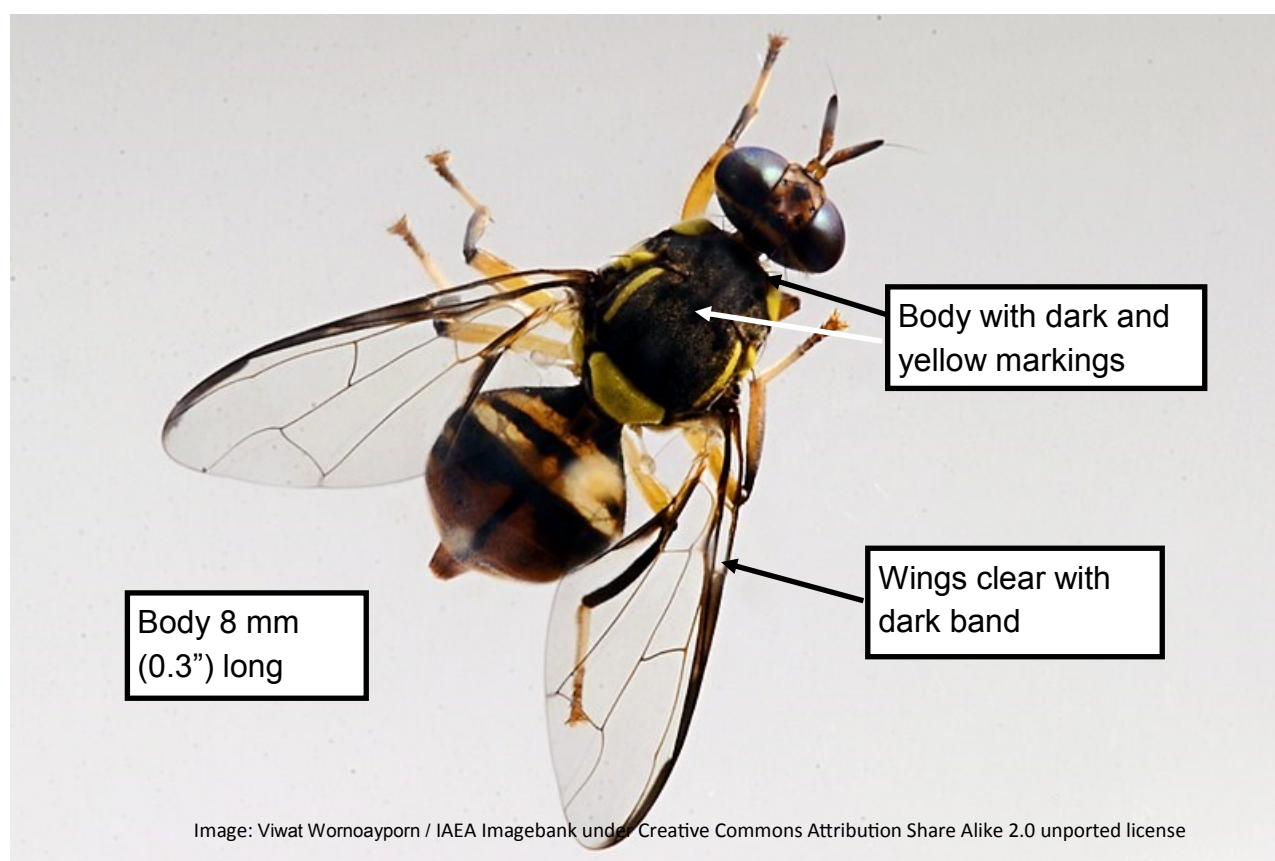 Body with dark and
yellow markings
Wings clear with
dark band
Body 8 mm
(0.3”) long
Image: Viwat Wornoayporn / IAEA Imagebank under Creative Commons Attribution Share Alike 2.0 unported license